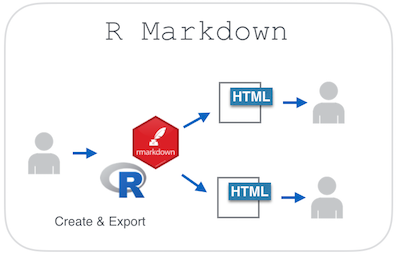 R Markdown
HTML
rmarkdown
R
HTML
Create & Export